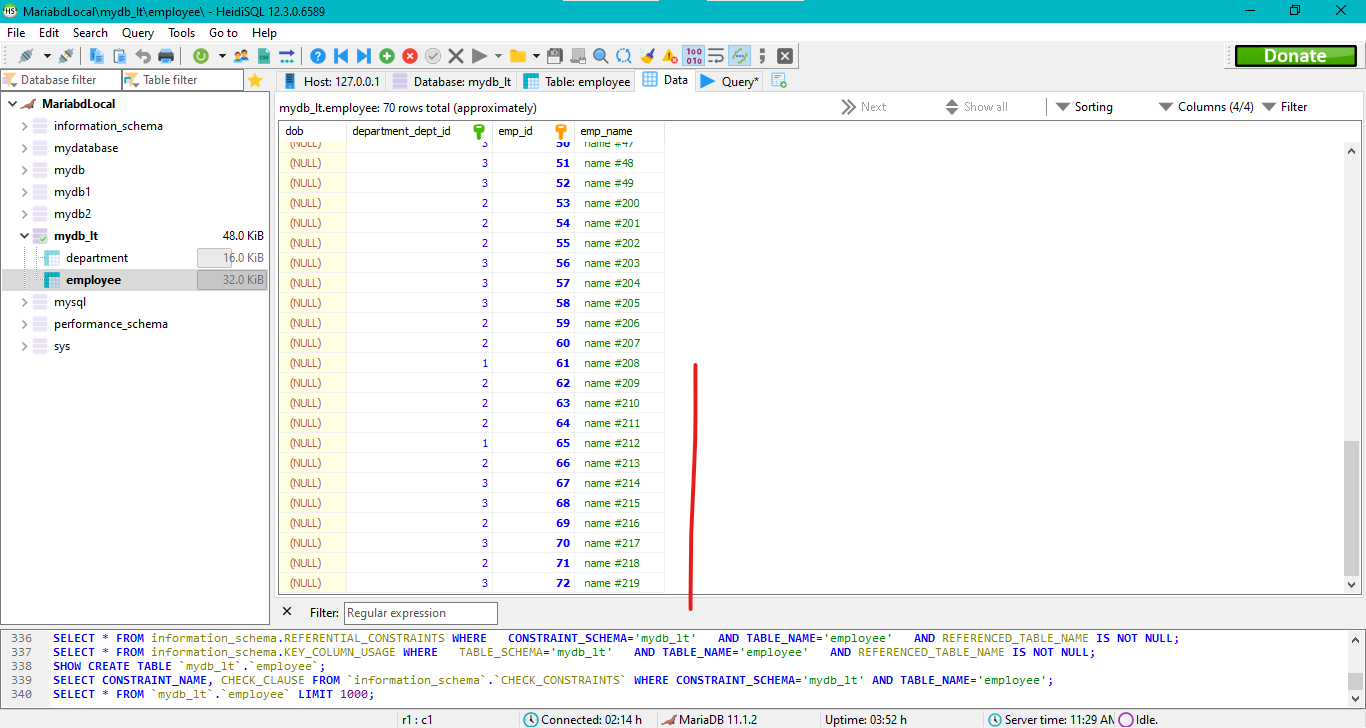 MariabdLocal\mydb_lt\employee\ - HeidiSQL 12.3.0.6589
File Edit Search Query Tools Go to Help
Donate
Database filter Table filter
Host: 127.0.0.1 Database: mydb_lt Table: employee Data Query*
MariabdLocal
information_schema
mydatabase
mydb
mydb1
mydb2
mydb_lt 48.0 KiB
department 16.0 KiB
employee 32.0 KiB
mysql
performance_schema
sys
mydb_lt.employee: 70 rows total (approximately) Next Show all Sorting Columns (4/4) Filter
dob department_dept_id emp_id emp_name
(NULL) 3 50 name #47
(NULL) 3 51 name #48
(NULL) 3 52 name #49
(NULL) 2 53 name #200
(NULL) 2 54 name #201
(NULL) 2 55 name #202
(NULL) 3 56 name #203
(NULL) 3 57 name #204
(NULL) 3 58 name #205
(NULL) 2 59 name #206
(NULL) 2 60 name #207
(NULL) 1 61 name #208
(NULL) 2 62 name #209
(NULL) 2 63 name #210
(NULL) 2 64 name #211
(NULL) 1 65 name #212
(NULL) 2 66 name #213
(NULL) 3 67 name #214
(NULL) 3 68 name #215
(NULL) 2 69 name #216
(NULL) 3 70 name #217
(NULL) 2 71 name #218
(NULL) 3 72 name #219
Filter: Regular expression
336 SELECT * FROM information_schema.REFERENTIAL_CONSTRAINTS WHERE CONSTRAINT_SCHEMA='mydb_lt' AND TABLE_NAME='employee' AND REFERENCED_TABLE_NAME IS NOT NULL;
337 SELECT * FROM information_schema.KEY_COLUMN_USAGE WHERE TABLE_SCHEMA='mydb_lt' AND TABLE_NAME='employee' AND REFERENCED_TABLE_NAME IS NOT NULL;
338 SHOW CREATE TABLE `mydb_lt`.`employee`;
339 SELECT CONSTRAINT_NAME, CHECK_CLAUSE FROM `information_schema`.`CHECK_CONSTRAINTS` WHERE CONSTRAINT_SCHEMA='mydb_lt' AND TABLE_NAME='employee';
340 SELECT * FROM `mydb_lt`.`employee` LIMIT 1000;
r1 : c1 Connected: 02:14 h MariaDB 11.1.2 Uptime: 03:52 h Server time: 11:29 AM Idle.